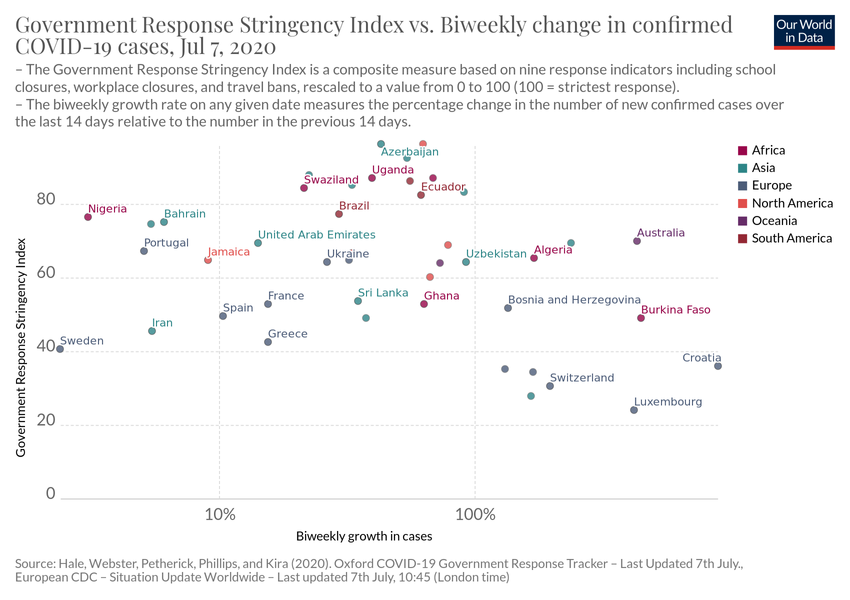 Government Response Stringency Index vs. Biweekly change in confirmed
COVID-19 cases, Jul 7, 2020
Our World
in Data
– The Government Response Stringency Index is a composite measure based on nine response indicators including school
closures, workplace closures, and travel bans, rescaled to a value from 0 to 100 (100 = strictest response).
– The biweekly growth rate on any given date measures the percentage change in the number of new confirmed cases over
the last 14 days relative to the number in the previous 14 days.
Africa
Asia
Europe
North America
Oceania
South America
Government Response Stringency Index
80
60
40
20
0
Azerbaijan
Uganda
Swaziland
Ecuador
Nigeria
Bahrain
Brazil
Portugal
United Arab Emirates
Australia
Jamaica
Ukraine
Uzbekistan
Algeria
Sri Lanka
France
Ghana
Bosnia and Herzegovina
Spain
Burkina Faso
Iran
Greece
Sweden
Croatia
Switzerland
Luxembourg
10%
100%
Biweekly growth in cases
Source: Hale, Webster, Petherick, Phillips, and Kira (2020). Oxford COVID-19 Government Response Tracker – Last Updated 7th July.,
European CDC – Situation Update Worldwide – Last updated 7th July, 10:45 (London time)